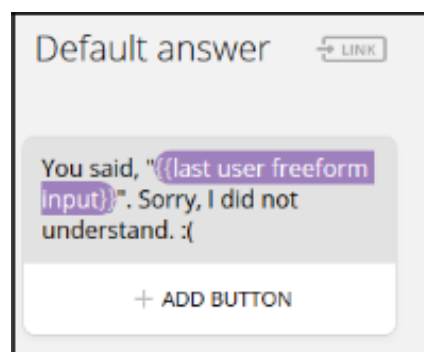 Default answer
LINK
You said, "{{last user freeform
input}}". Sorry, I did not
understand. :(
+ ADD BUTTON